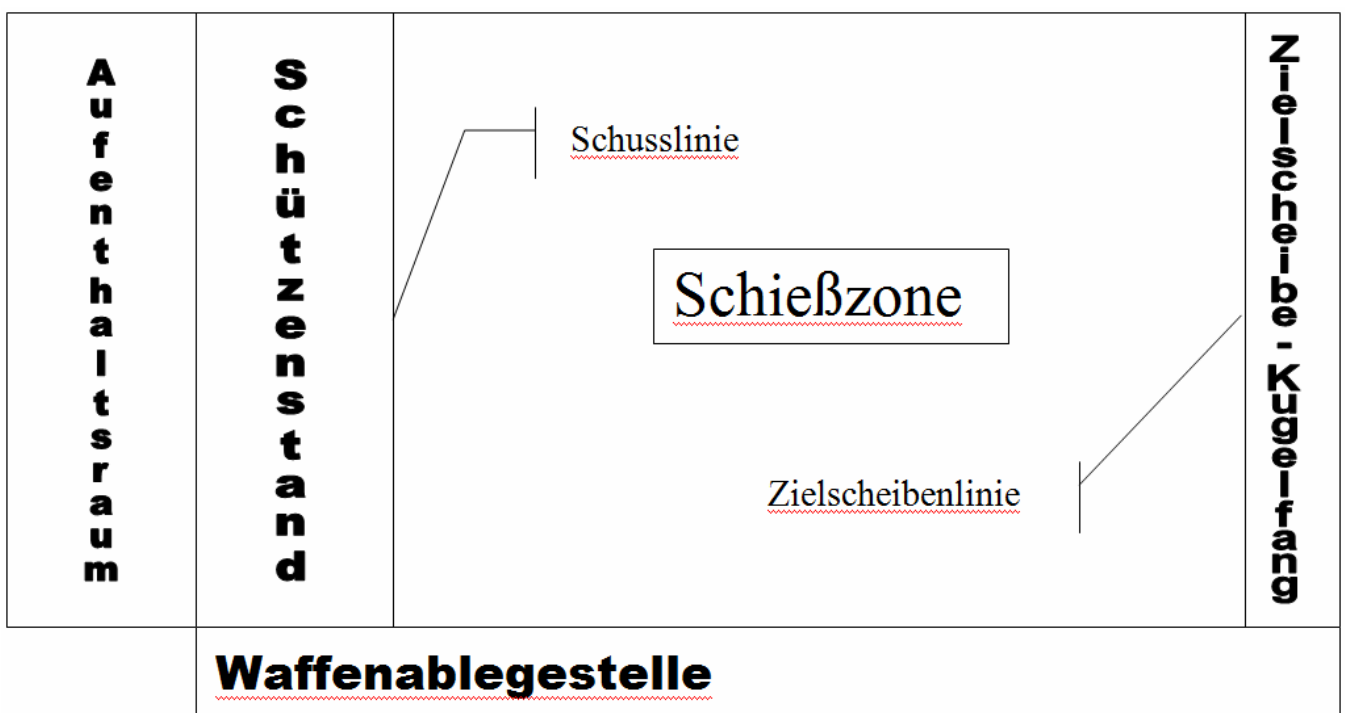 Aufenthaltsraum
Schützenstand
Schusslinie
Schießzone
Zielscheibenlinie
Zielscheibe - Kugelfang
Waffenablegestelle